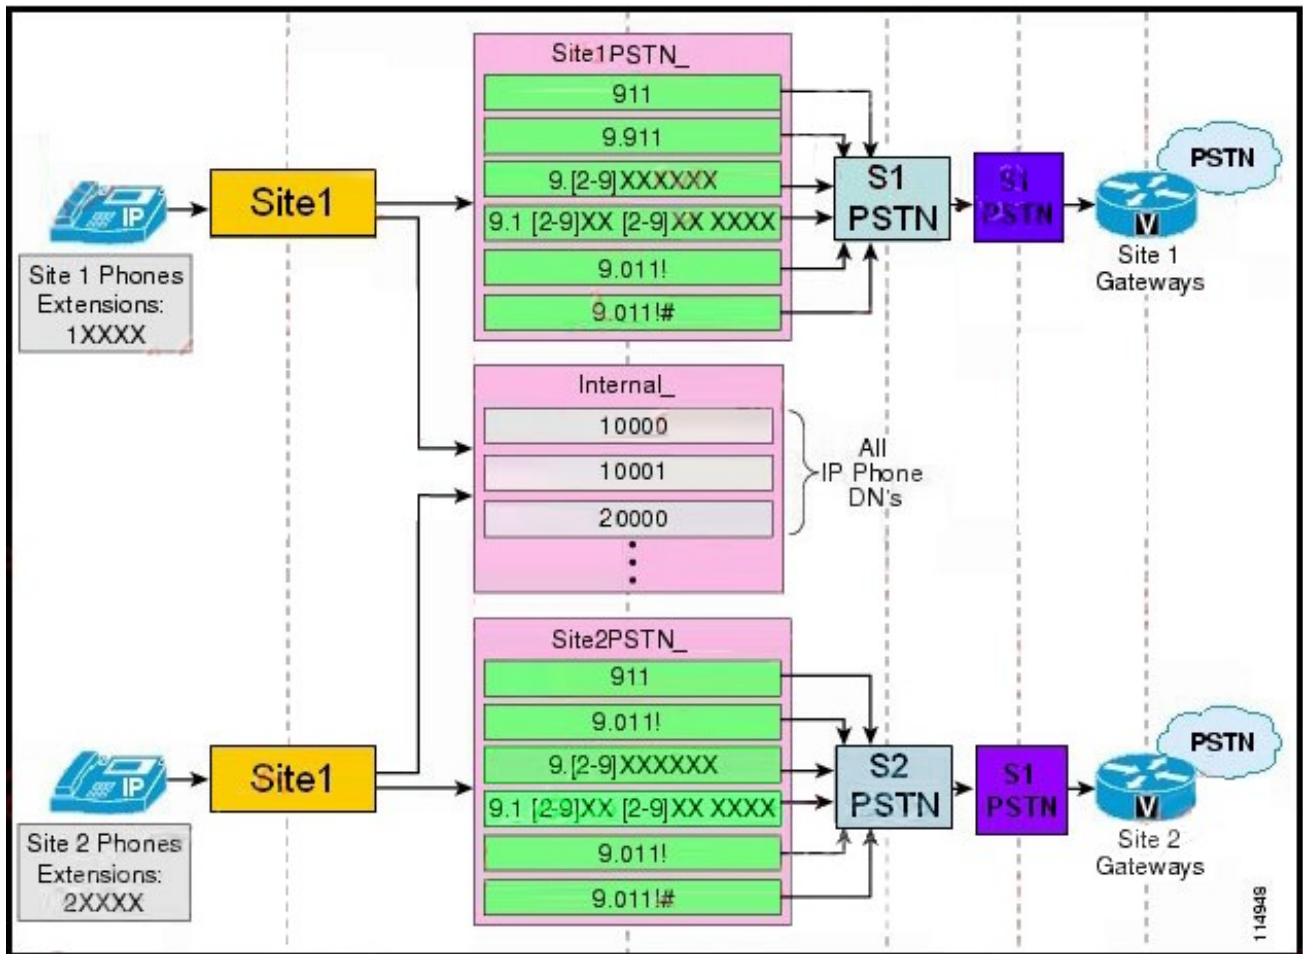 Site1PSTN_
911
9.911
9.[2-9]XXXXXX
9.1 [2-9]XX [2-9]XX XXXX
9.011!
9.011!#
IP
Site1
Site 1 Phones
Extensions:
1XXXX
S1
PSTN
S1
PSTN
PSTN
V
Site 1
Gateways
Internal_
10000
10001
20000
All
IP Phone
DN's
Site2PSTN_
911
9.011!
9.[2-9]XXXXXX
9.1 [2-9]XX [2-9]XX XXXX
9.011!
9.011!#
IP
Site1
Site 2 Phones
Extensions:
2XXXX
S2
PSTN
S1
PSTN
PSTN
V
Site 2
Gateways
114948